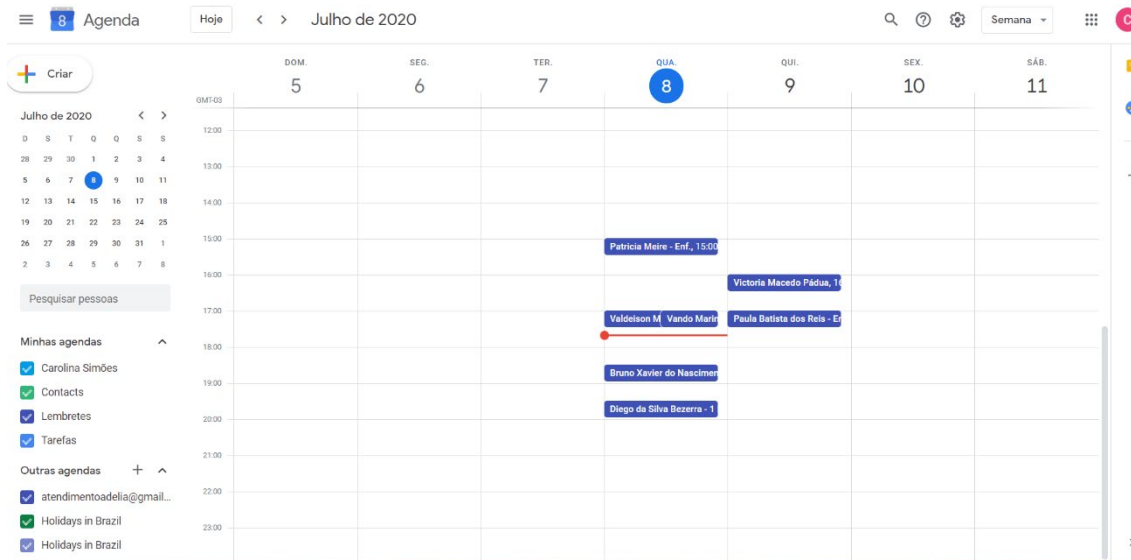 8 Agenda Hoje < > Julho de 2020 Semana
Criar
Julho de 2020 < >
D S T Q Q S S
28 29 30 1 2 3 4
5 6 7 8 9 10 11
12 13 14 15 16 17 18
19 20 21 22 23 24 25
26 27 28 29 30 31 1
2 3 4 5 6 7 8
Pesquisar pessoas
Minhas agendas
Carolina Simões
Contacts
Lembretes
Tarefas
Outras agendas
atendimentoadelia@gmail...
Holidays in Brazil
Holidays in Brazil
DOM. SEG. TER. QUA. QUI. SEX. SÁB.
5 6 7 8 9 10 11
GMT-03
12:00
13:00
14:00
15:00
Patricia Meire - Enf., 15:00
16:00
Victoria Macedo Pádua, 16
17:00
Valdeison M Vando Marin Paula Batista dos Reis - En
18:00
Bruno Xavier do Nascimen
19:00
Diego da Silva Bezerra - 1
20:00
21:00
22:00
23:00